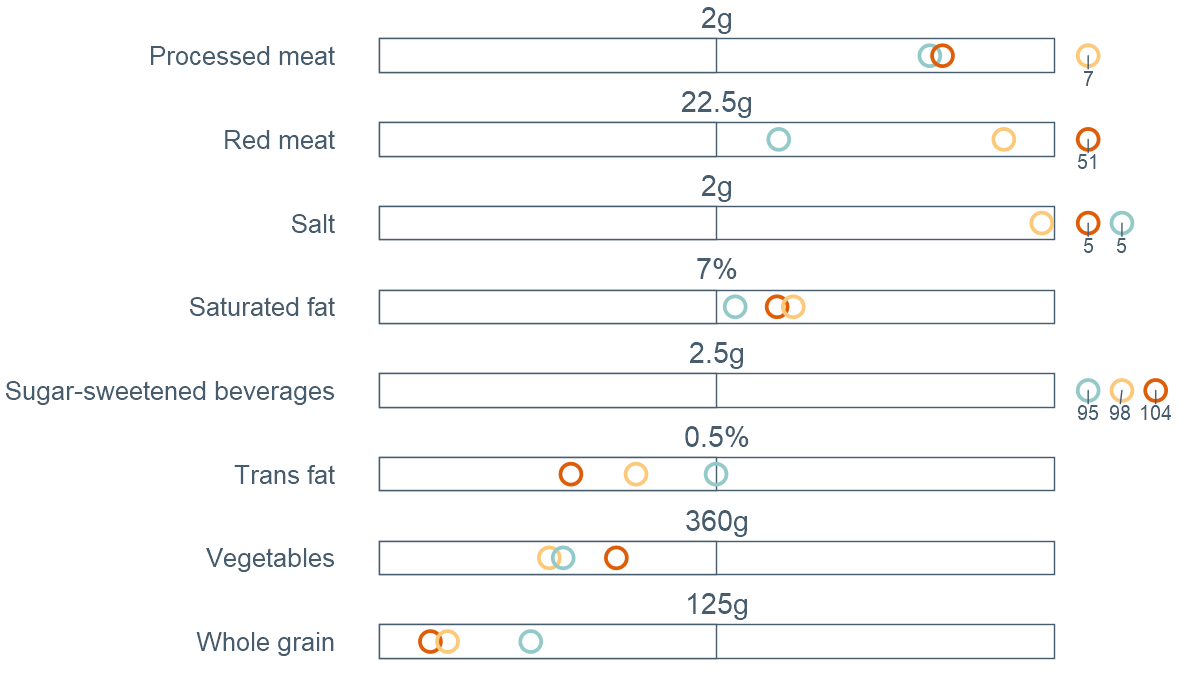 2g
Processed meat
7
22.5g
Red meat
51
2g
Salt
5 5
7%
Saturated fat
2.5g
Sugar-sweetened beverages
95 98 104
0.5%
Trans fat
360g
Vegetables
125g
Whole grain